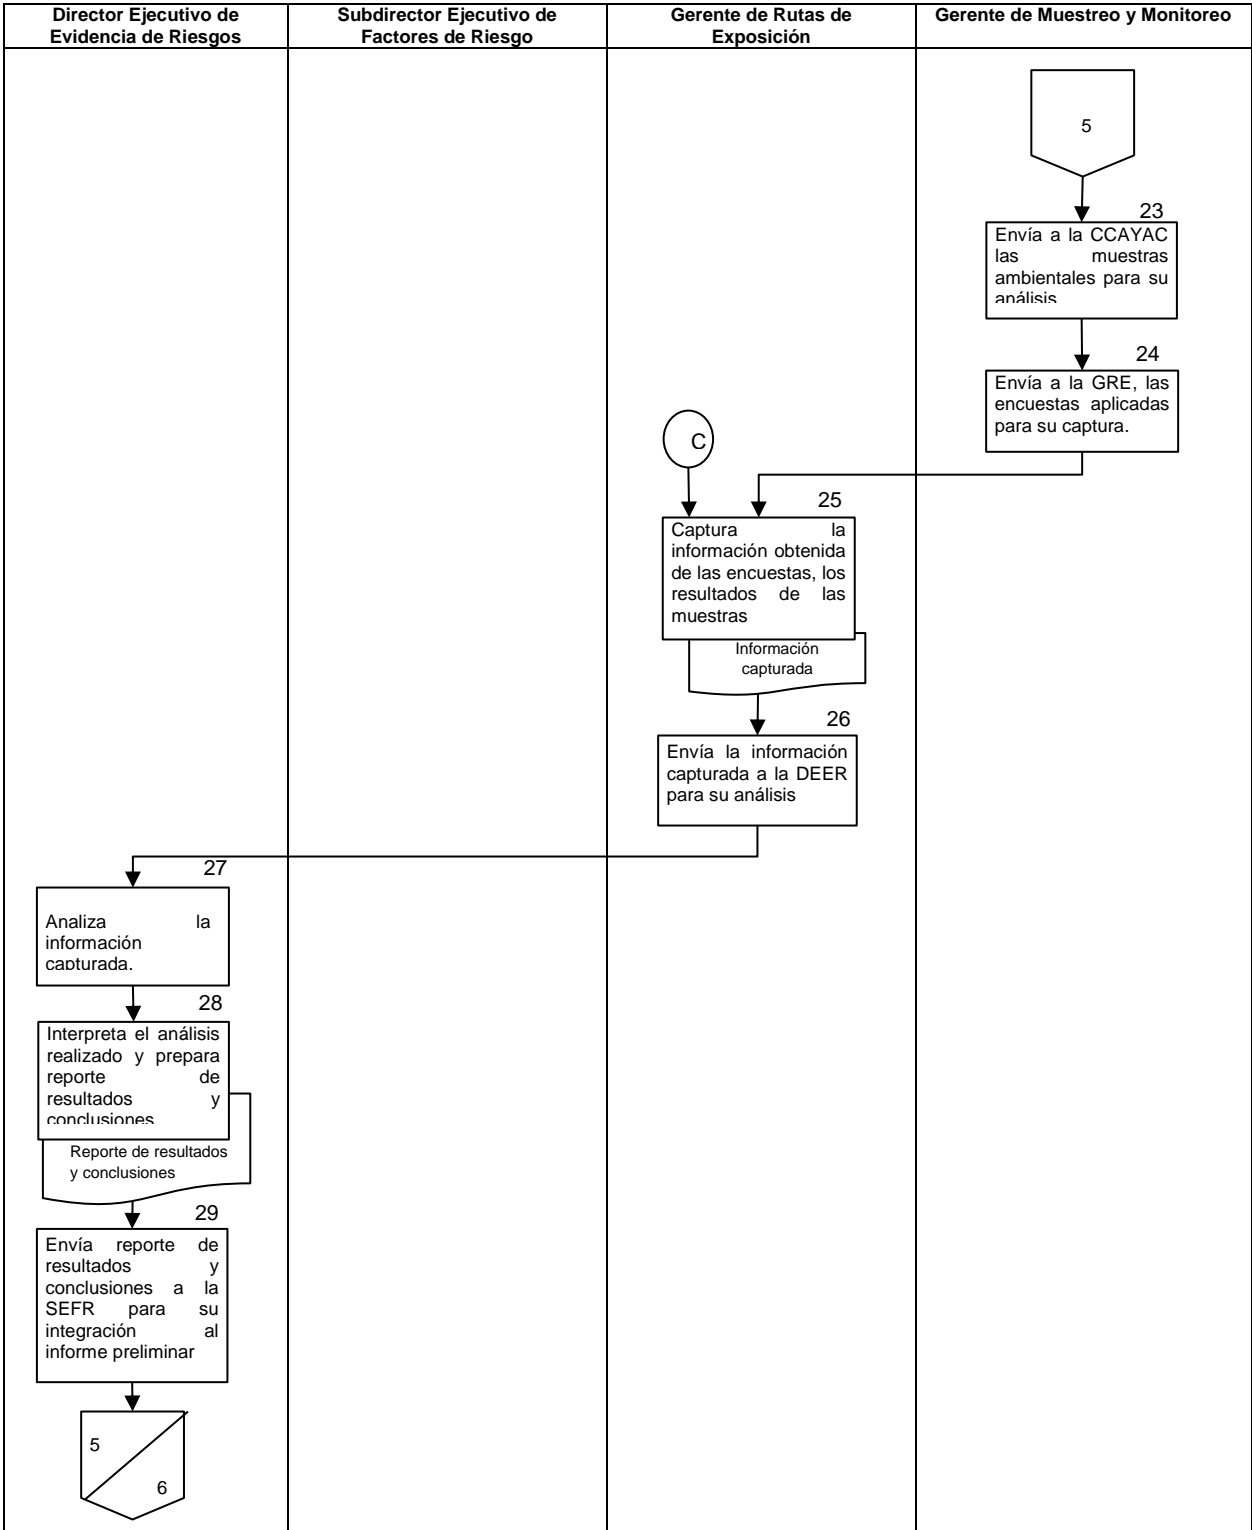 Director Ejecutivo de
Evidencia de Riesgos
Subdirector Ejecutivo de
Factores de Riesgo
Gerente de Rutas de
Exposición
Gerente de Muestreo y Monitoreo
5
23
Envía a la CCAYAC
las muestras
ambientales para su
análisis
24
Envía a la GRE, las
encuestas aplicadas
para su captura.
C
25
Captura la
información obtenida
de las encuestas, los
resultados de las
muestras
Información
capturada
26
Envía la información
capturada a la DEER
para su análisis
27
Analiza la
información
capturada.
28
Interpreta el análisis
realizado y prepara
reporte de
resultados y
conclusiones
Reporte de resultados
y conclusiones
29
Envía reporte de
resultados y
conclusiones a la
SEFR para su
integración al
informe preliminar
5
6